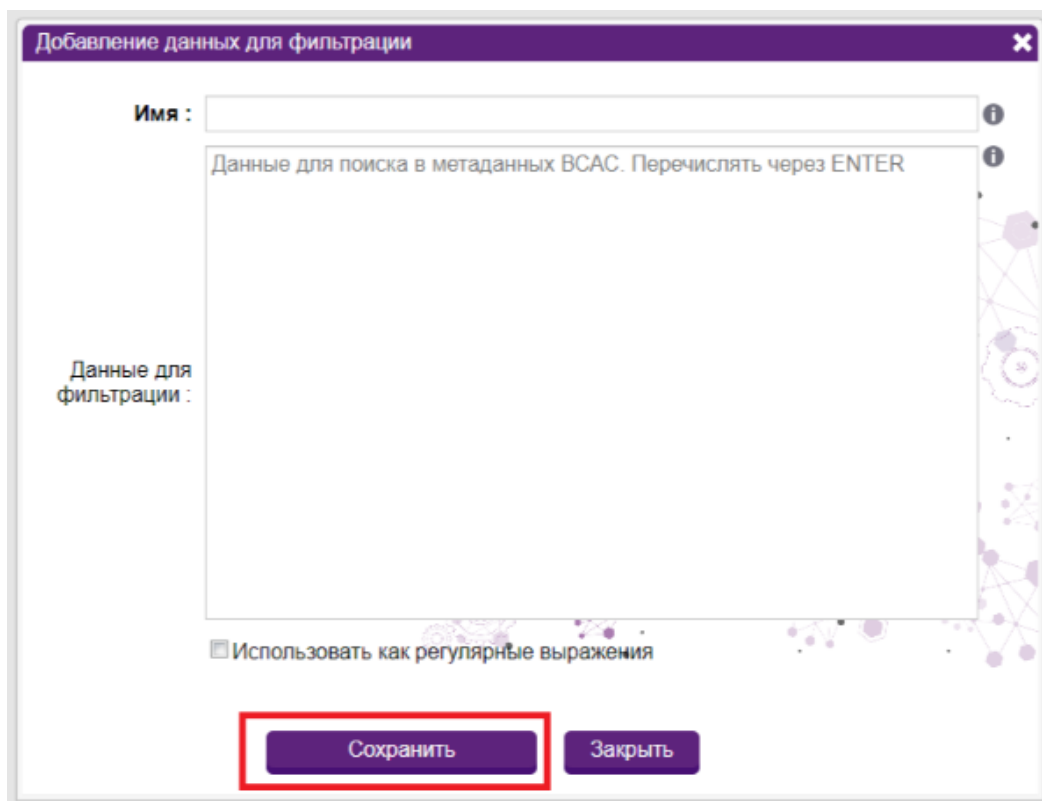 Добавление данных для фильтрации
Имя :
Данные для поиска в метаданных ВСАС. Перечислять через ENTER
Данные для
фильтрации :
Использовать как регулярные выражения
Сохранить
Закрыть